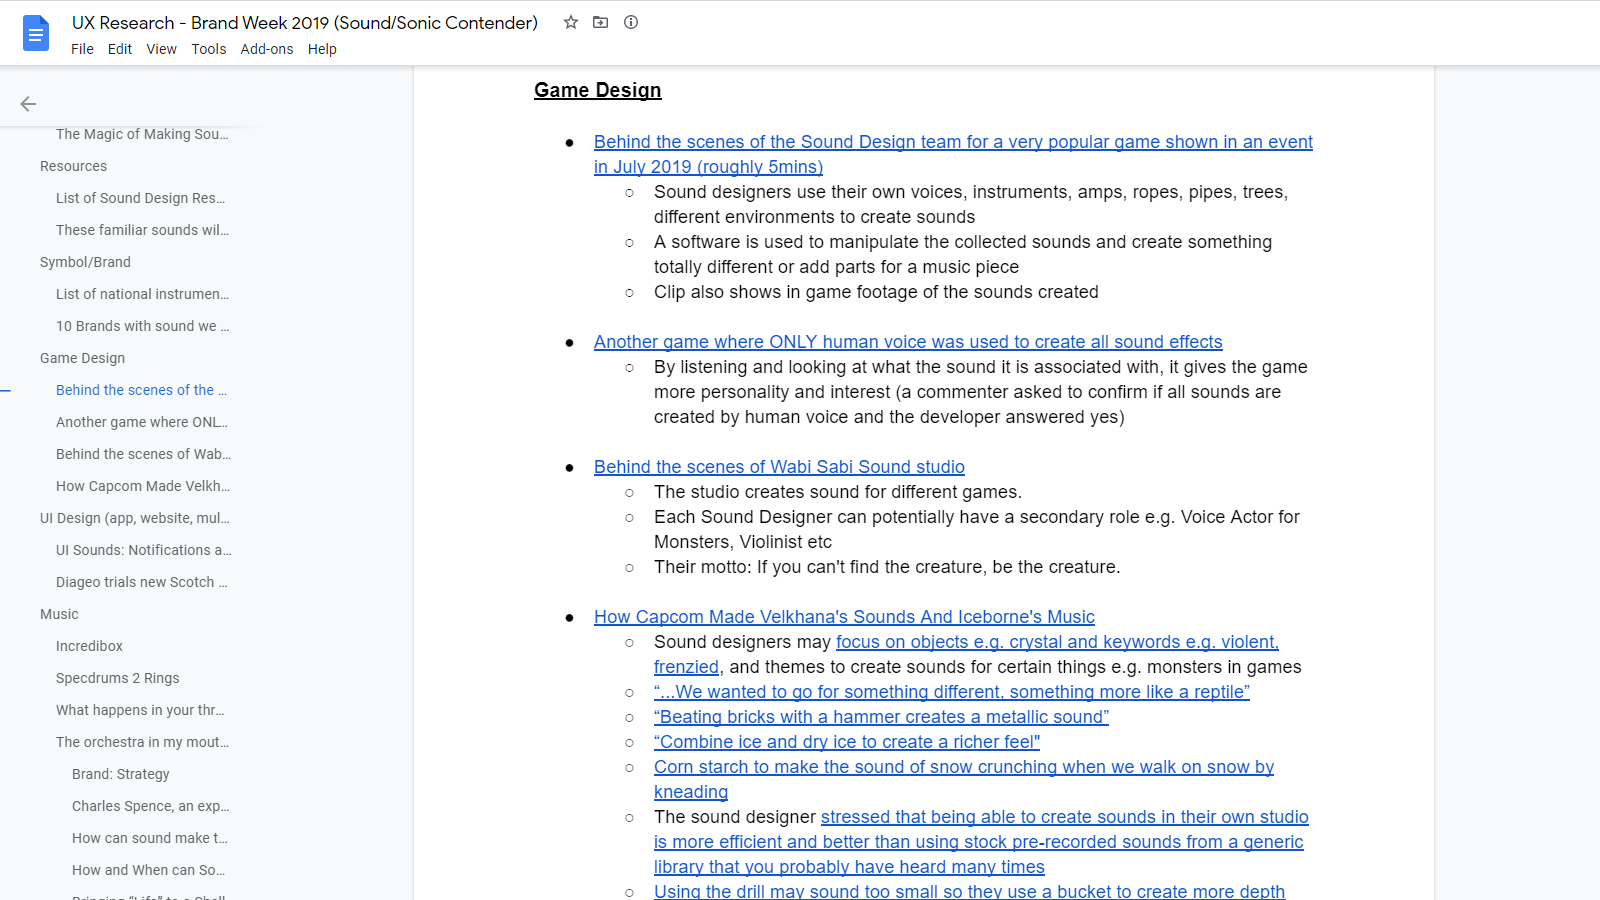 UX Research - Brand Week 2019 (Sound/Sonic Contender)
File Edit View Tools Add-ons Help
The Magic of Making Sou...
Resources
List of Sound Design Res...
These familiar sounds wil...
Symbol/Brand
List of national instrumen...
10 Brands with sound we ...
Game Design
Behind the scenes of the ...
Another game where ONL...
Behind the scenes of Wab...
How Capcom Made Velkh...
UI Design (app, website, mul...
UI Sounds: Notifications a...
Diageo trials new Scotch ...
Music
Incredibox
Specdrums 2 Rings
What happens in your thr...
The orchestra in my mout...
Brand: Strategy
Charles Spence, an exp...
How can sound make t...
How and When can So...
Bringing “Life” to a Shell
Game Design
● Behind the scenes of the Sound Design team for a very popular game shown in an event
in July 2019 (roughly 5mins)
○ Sound designers use their own voices, instruments, amps, ropes, pipes, trees,
different environments to create sounds
○ A software is used to manipulate the collected sounds and create something
totally different or add parts for a music piece
○ Clip also shows in game footage of the sounds created
● Another game where ONLY human voice was used to create all sound effects
○ By listening and looking at what the sound it is associated with, it gives the game
more personality and interest (a commenter asked to confirm if all sounds are
created by human voice and the developer answered yes)
● Behind the scenes of Wabi Sabi Sound studio
○ The studio creates sound for different games.
○ Each Sound Designer can potentially have a secondary role e.g. Voice Actor for
Monsters, Violinist etc
○ Their motto: If you can't find the creature, be the creature.
● How Capcom Made Velkhana's Sounds And Iceborne's Music
○ Sound designers may focus on objects e.g. crystal and keywords e.g. violent,
frenzied, and themes to create sounds for certain things e.g. monsters in games
○ “...We wanted to go for something different, something more like a reptile”
○ “Beating bricks with a hammer creates a metallic sound”
○ “Combine ice and dry ice to create a richer feel"
○ Corn starch to make the sound of snow crunching when we walk on snow by
kneading
○ The sound designer stressed that being able to create sounds in their own studio
is more efficient and better than using stock pre-recorded sounds from a generic
library that you probably have heard many times
○ Using the drill may sound too small so they use a bucket to create more depth